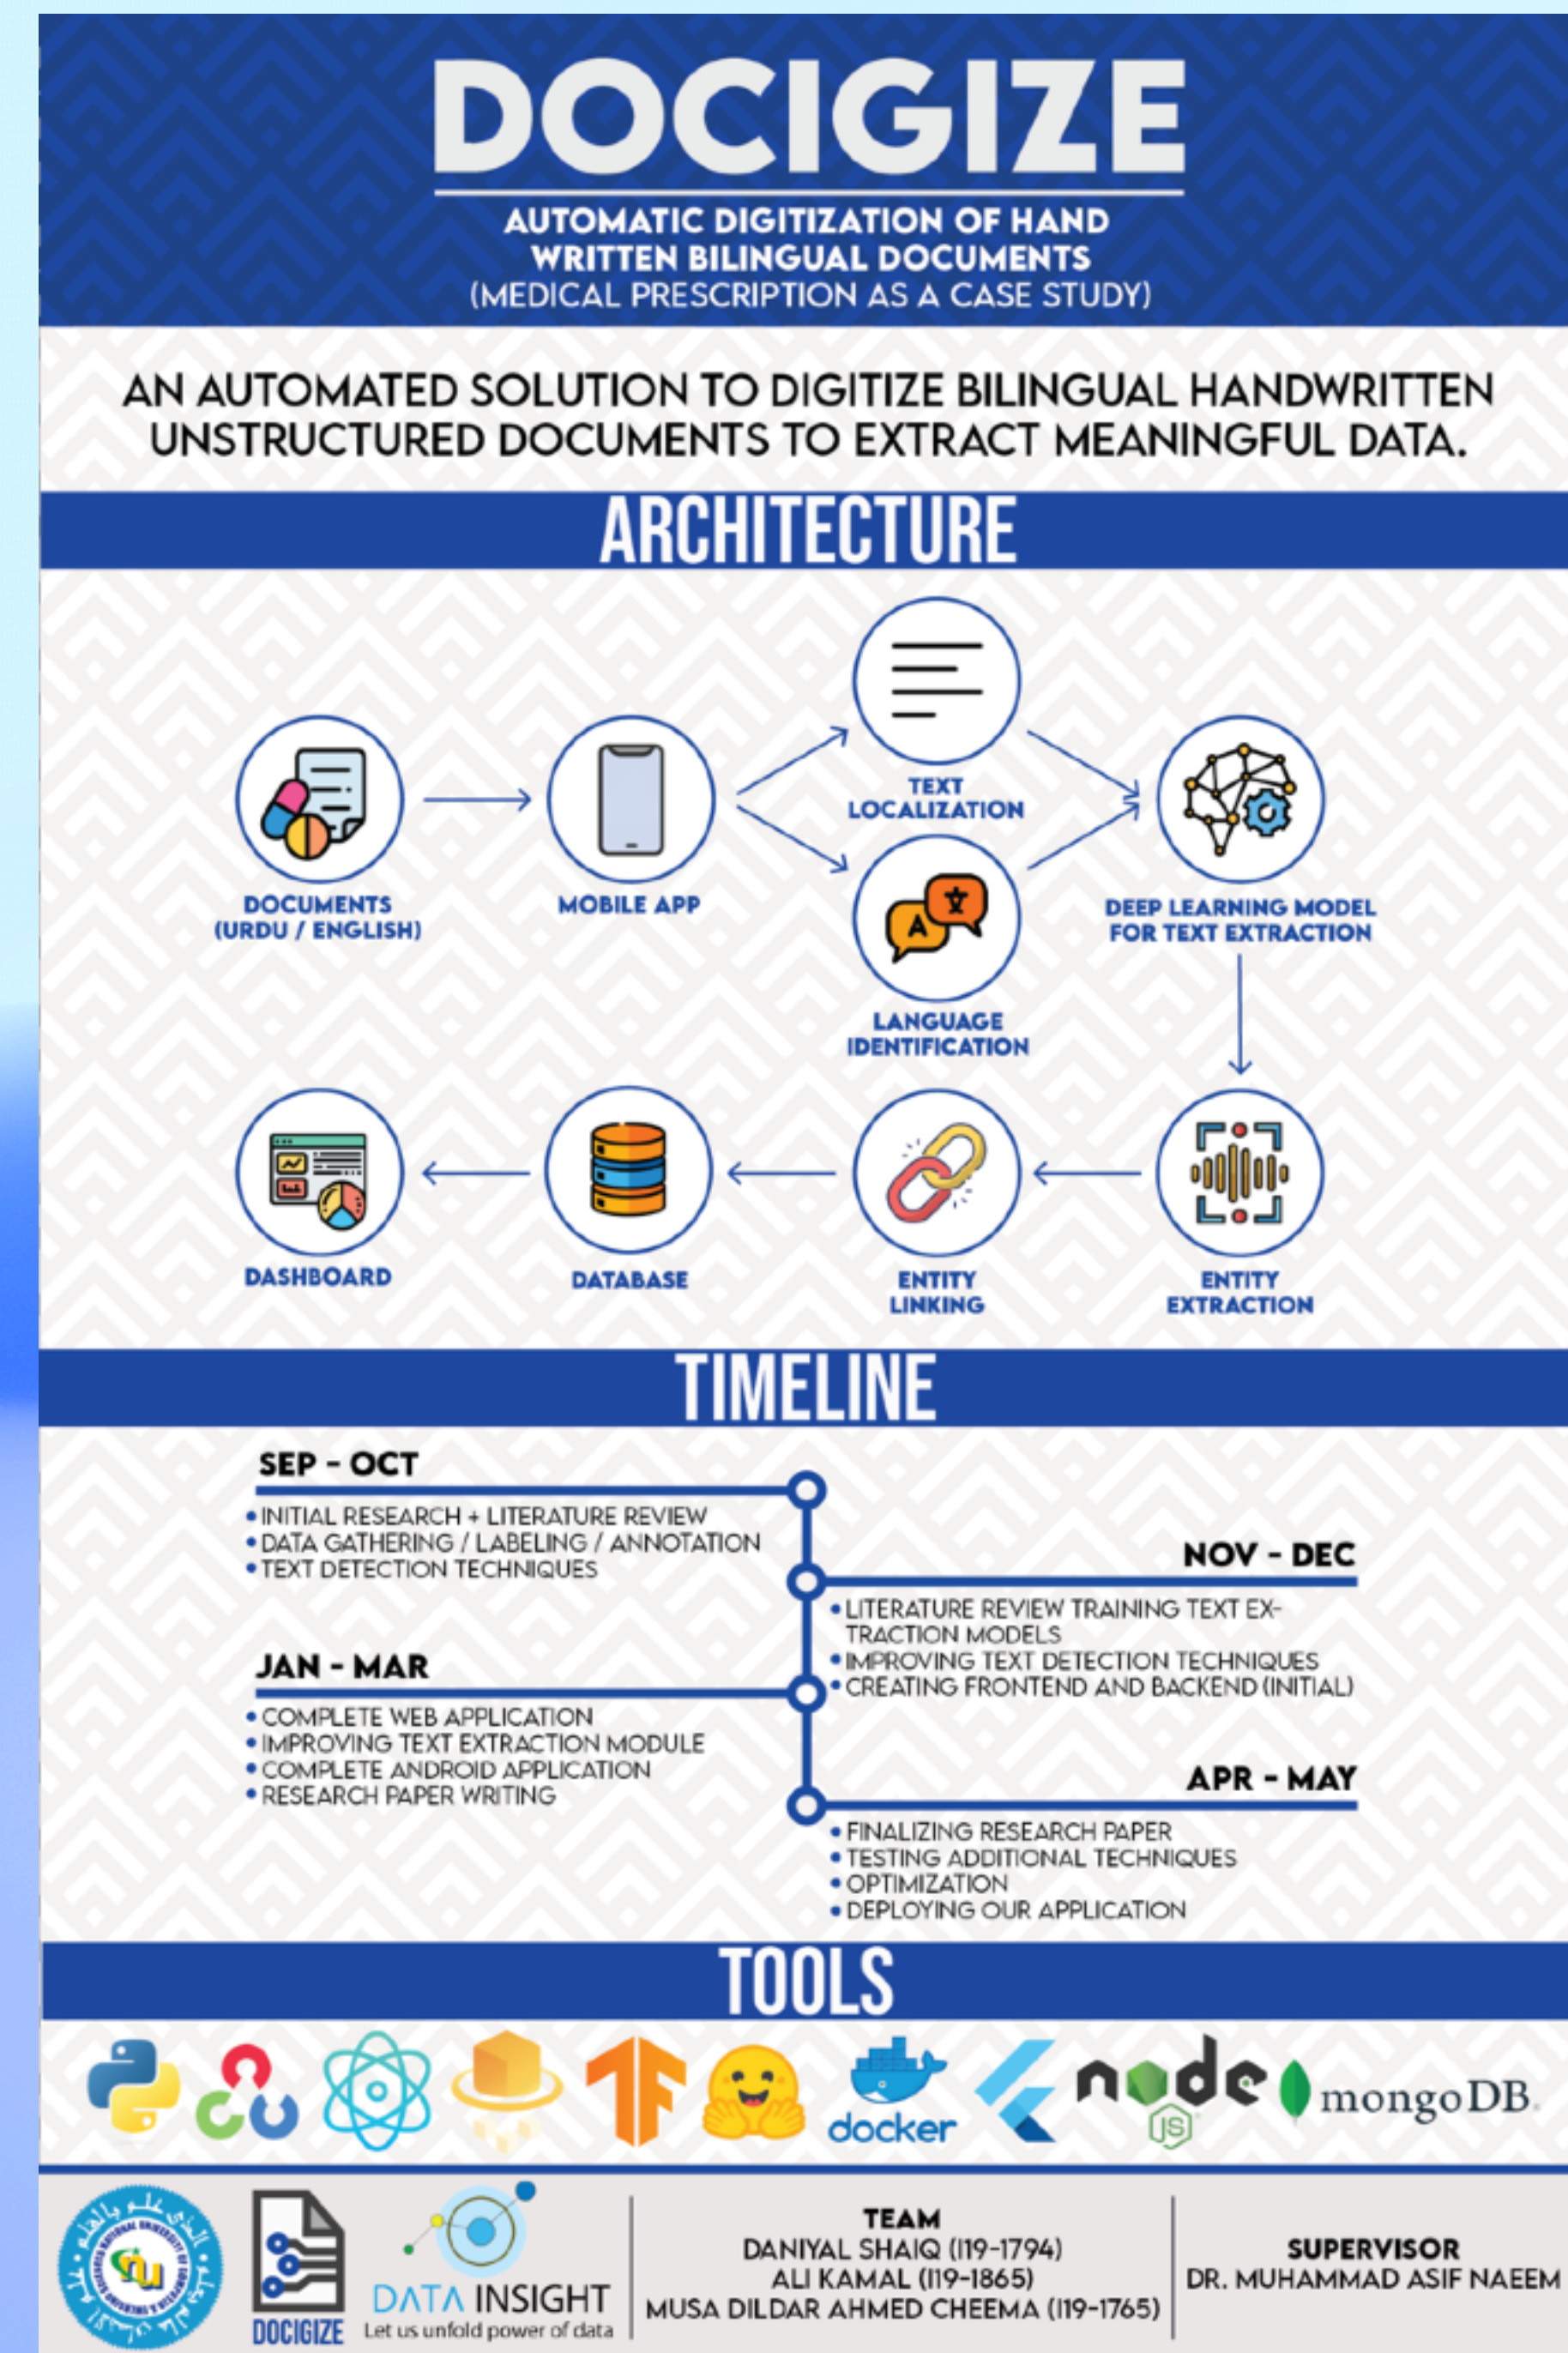 DOCIGIZE
AUTOMATIC DIGITIZATION OF HAND
WRITTEN BILINGUAL DOCUMENTS
(MEDICAL PRESCRIPTION AS A CASE STUDY)
AN AUTOMATED SOLUTION TO DIGITIZE BILINGUAL HANDWRITTEN
UNSTRUCTURED DOCUMENTS TO EXTRACT MEANINGFUL DATA.
ARCHITECTURE
DOCUMENTS
(URDU / ENGLISH)
MOBILE APP
TEXT
LOCALIZATION
A
LANGUAGE
IDENTIFICATION
DEEP LEARNING MODEL
FOR TEXT EXTRACTION
DASHBOARD
DATABASE
ENTITY
LINKING
ENTITY
EXTRACTION
TIMELINE
SEP - OCT
• INITIAL RESEARCH + LITERATURE REVIEW
• DATA GATHERING / LABELING / ANNOTATION
• TEXT DETECTION TECHNIQUES
NOV - DEC
• LITERATURE REVIEW TRAINING TEXT EX-
TRACTION MODELS
• IMPROVING TEXT DETECTION TECHNIQUES
• CREATING FRONTEND AND BACKEND (INITIAL)
JAN - MAR
• COMPLETE WEB APPLICATION
• IMPROVING TEXT EXTRACTION MODULE
• COMPLETE ANDROID APPLICATION
• RESEARCH PAPER WRITING
APR - MAY
• FINALIZING RESEARCH PAPER
• TESTING ADDITIONAL TECHNIQUES
• OPTIMIZATION
• DEPLOYING OUR APPLICATION
TOOLS
docker
node
JS
mongoDB.
DOCIGIZE
DATA INSIGHT
Let us unfold power of data
TEAM
DANIYAL SHAIQ (I19-1794)
ALI KAMAL (I19-1865)
MUSA DILDAR AHMED CHEEMA (I19-1765)
SUPERVISOR
DR. MUHAMMAD ASIF NAEEM